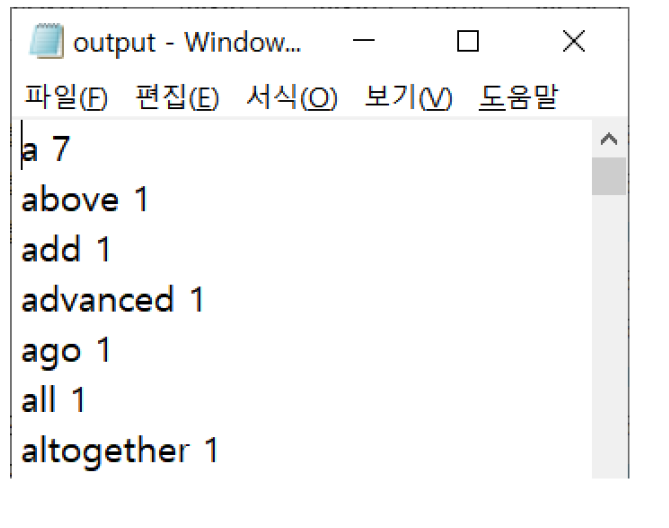 output - Window...
파일(F) 편집(E) 서식(O) 보기(V) 도움말
a 7
above 1
add 1
advanced 1
ago 1
all 1
altogether 1